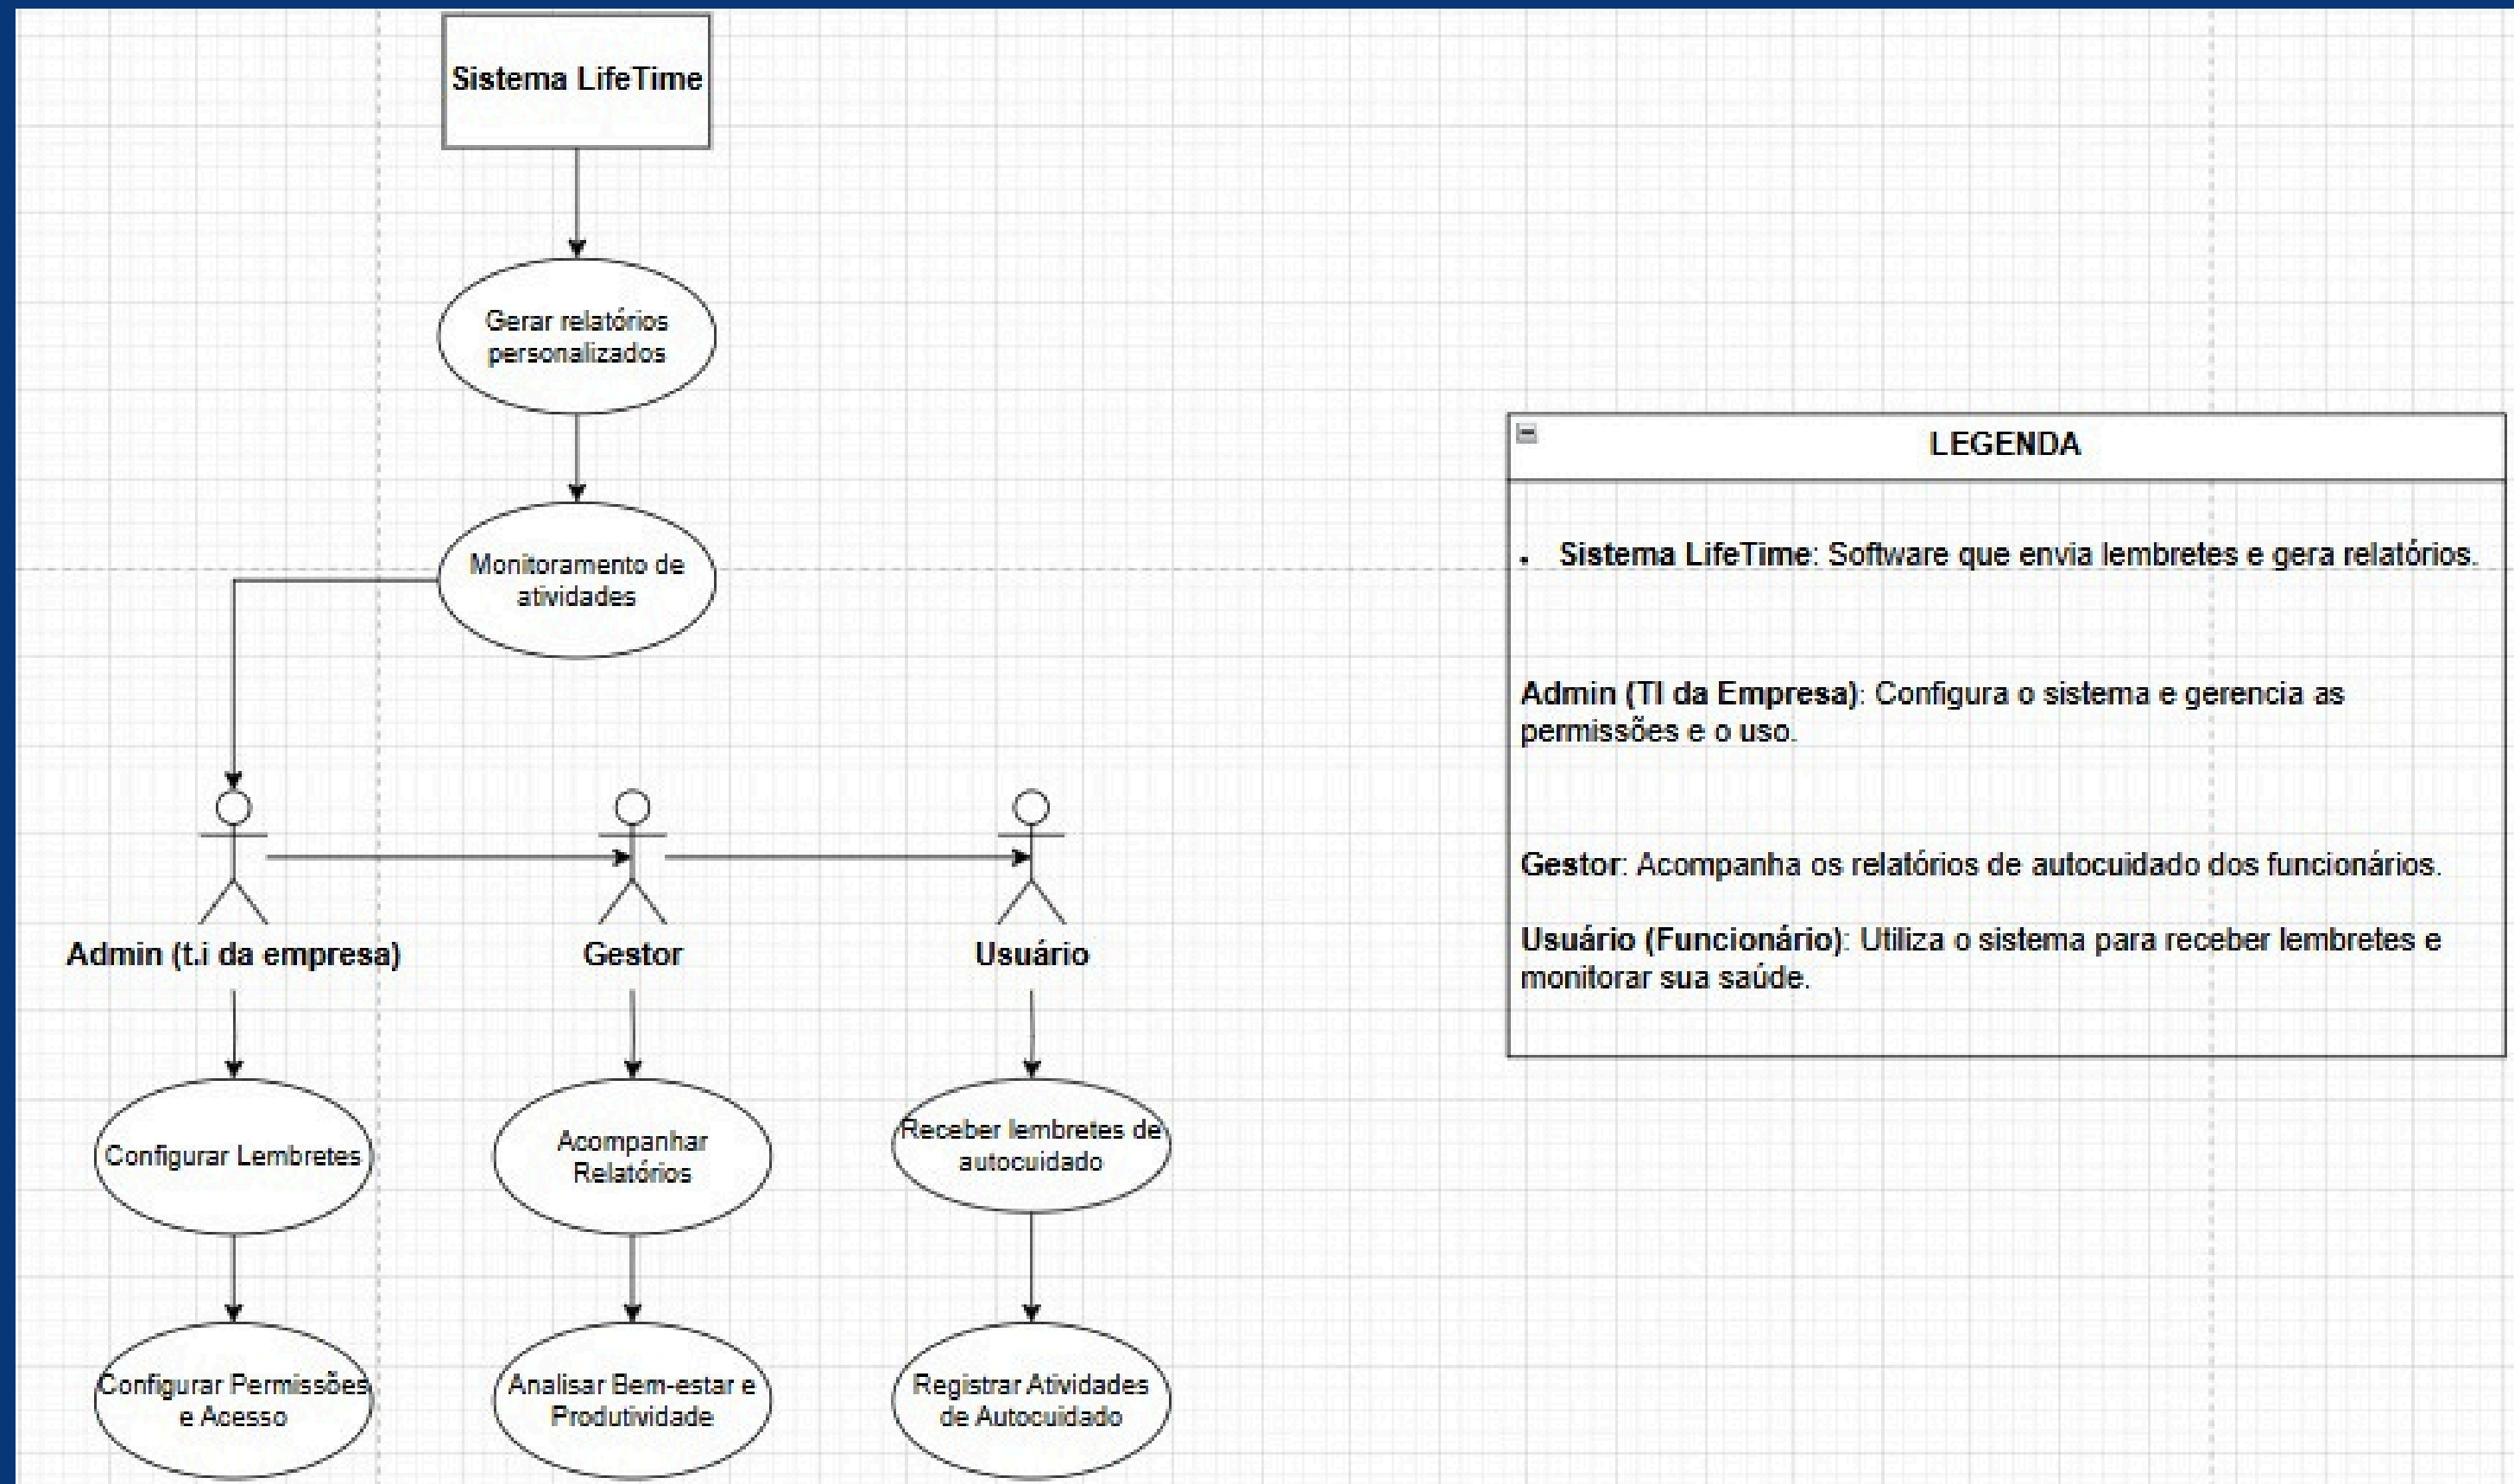 Sistema LifeTime
Gerar relatórios
personalizados
Monitoramento de
atividades
Admin (t.i da empresa)
Gestor
Usuário
Configurar Lembretes
Acompanhar
Relatórios
Receber lembretes de
autocuidado
Configurar Permissões
e Acesso
Analisar Bem-estar e
Produtividade
Registrar Atividades
de Autocuidado
LEGENDA
Sistema LifeTime: Software que envia lembretes e gera relatórios.
Admin (TI da Empresa): Configura o sistema e gerencia as
permissões e o uso.
Gestor: Acompanha os relatórios de autocuidado dos funcionários.
Usuário (Funcionário): Utiliza o sistema para receber lembretes e
monitorar sua saúde.